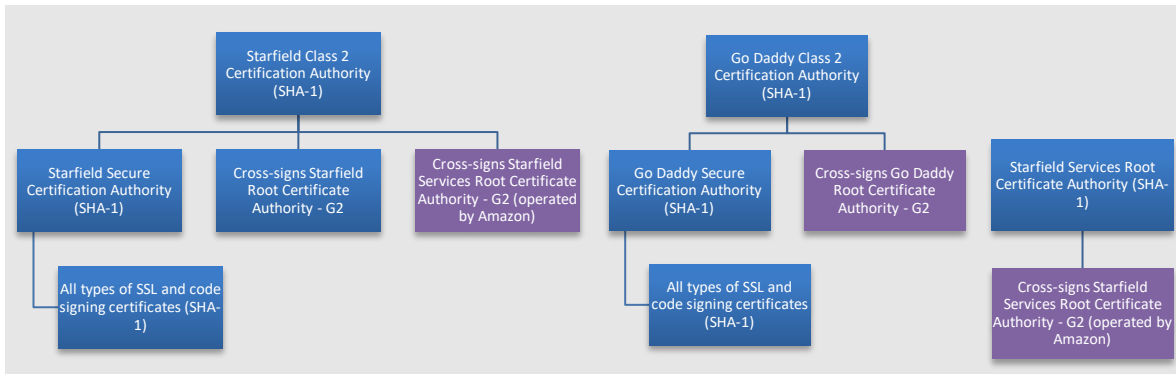 Starfield Class 2
Certification Authority
(SHA-1)
Go Daddy Class 2
Certification Authority
(SHA-1)
Starfield Secure
Certification Authority
(SHA-1)
Cross-signs Starfield
Root Certificate
Authority - G2
Cross-signs Starfield
Services Root Certificate
Authority - G2 (operated
by Amazon)
Go Daddy Secure
Certification Authority
(SHA-1)
Cross-signs Go Daddy
Root Certificate
Authority - G2
Starfield Services Root
Certificate Authority (SHA-
1)
All types of SSL and code
signing certificates (SHA-
1)
All types of SSL and
code signing certificates
(SHA-1)
Cross-signs Starfield
Services Root Certificate
Authority - G2 (operated by
Amazon)